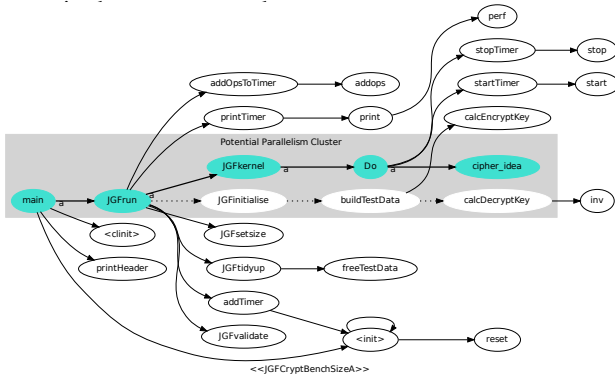 perf
stopTimer stop
addOpsToTimer addops startTimer start
printTimer print calcEncryptKey
Potential Parallelism Cluster
JGFkernel a Do a cipher_idea
main a JGFrun a JGFinitialise buildTestData calcDecryptKey inv
<clinit> JGFsetsize
printHeader JGFtidyup freeTestData
addTimer
JGFvalidate <init> reset
<<JGFCryptBenchSizeA>>